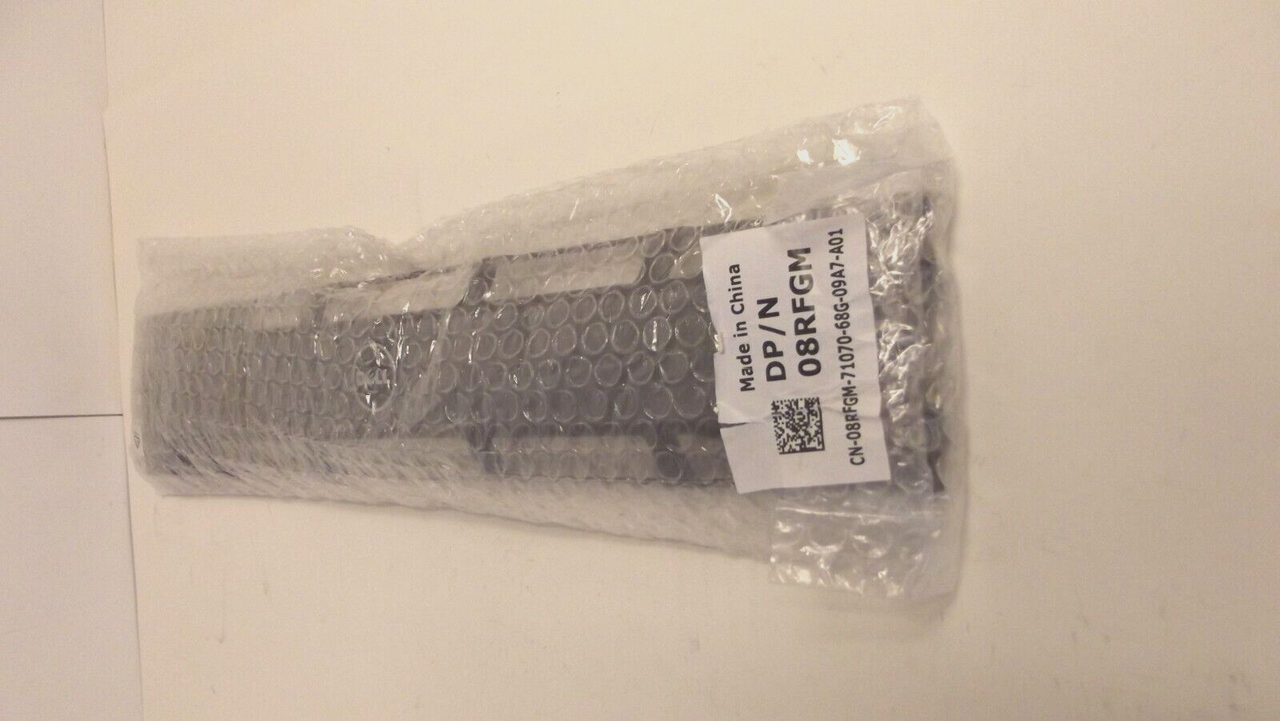 Made in China
DP/N
08RFGM
CN-08RFGM-71070-68G-09A7-A01